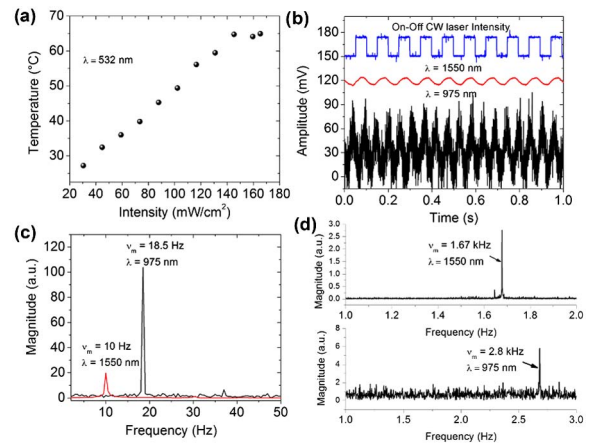 (a)
70
60
50
40
30
Temperature (°C)
λ = 532 nm
20 40 60 80 100 120 140 160 180
Intensity (mW/cm²)
(b)
On-Off CW laser Intensity
180
150
120
90
60
30
0
Amplitude (mV)
λ = 1550 nm
λ = 975 nm
0.0 0.2 0.4 0.6 0.8 1.0
Time (s)
(c)
120
100
80
60
40
20
0
Magnitude (a.u.)
νm = 18.5 Hz
λ = 975 nm
νm = 10 Hz
λ = 1550 nm
0 10 20 30 40 50
Frequency (Hz)
(d)
3.0
2.5
2.0
1.5
1.0
0.5
0.0
Magnitude (a.u.)
νm = 1.67 kHz
λ = 1550 nm
1.0 1.2 1.4 1.6 1.8 2.0
Frequency (Hz)
6
4
2
0
Magnitude (a.u.)
νm = 2.8 kHz
λ = 975 nm
1.0 1.5 2.0 2.5 3.0
Frequency (Hz)